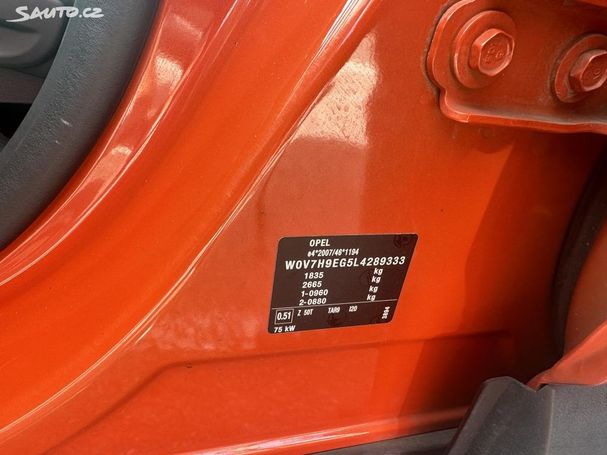 SAUTO.CZ
OPEL
e4*2007/46*1194
W0V7H9EG5L4289333
1835 kg
2665 kg
1-0960 kg
2-0880 kg
0.51 Z 50T TAR9 I20
75 kW
3894